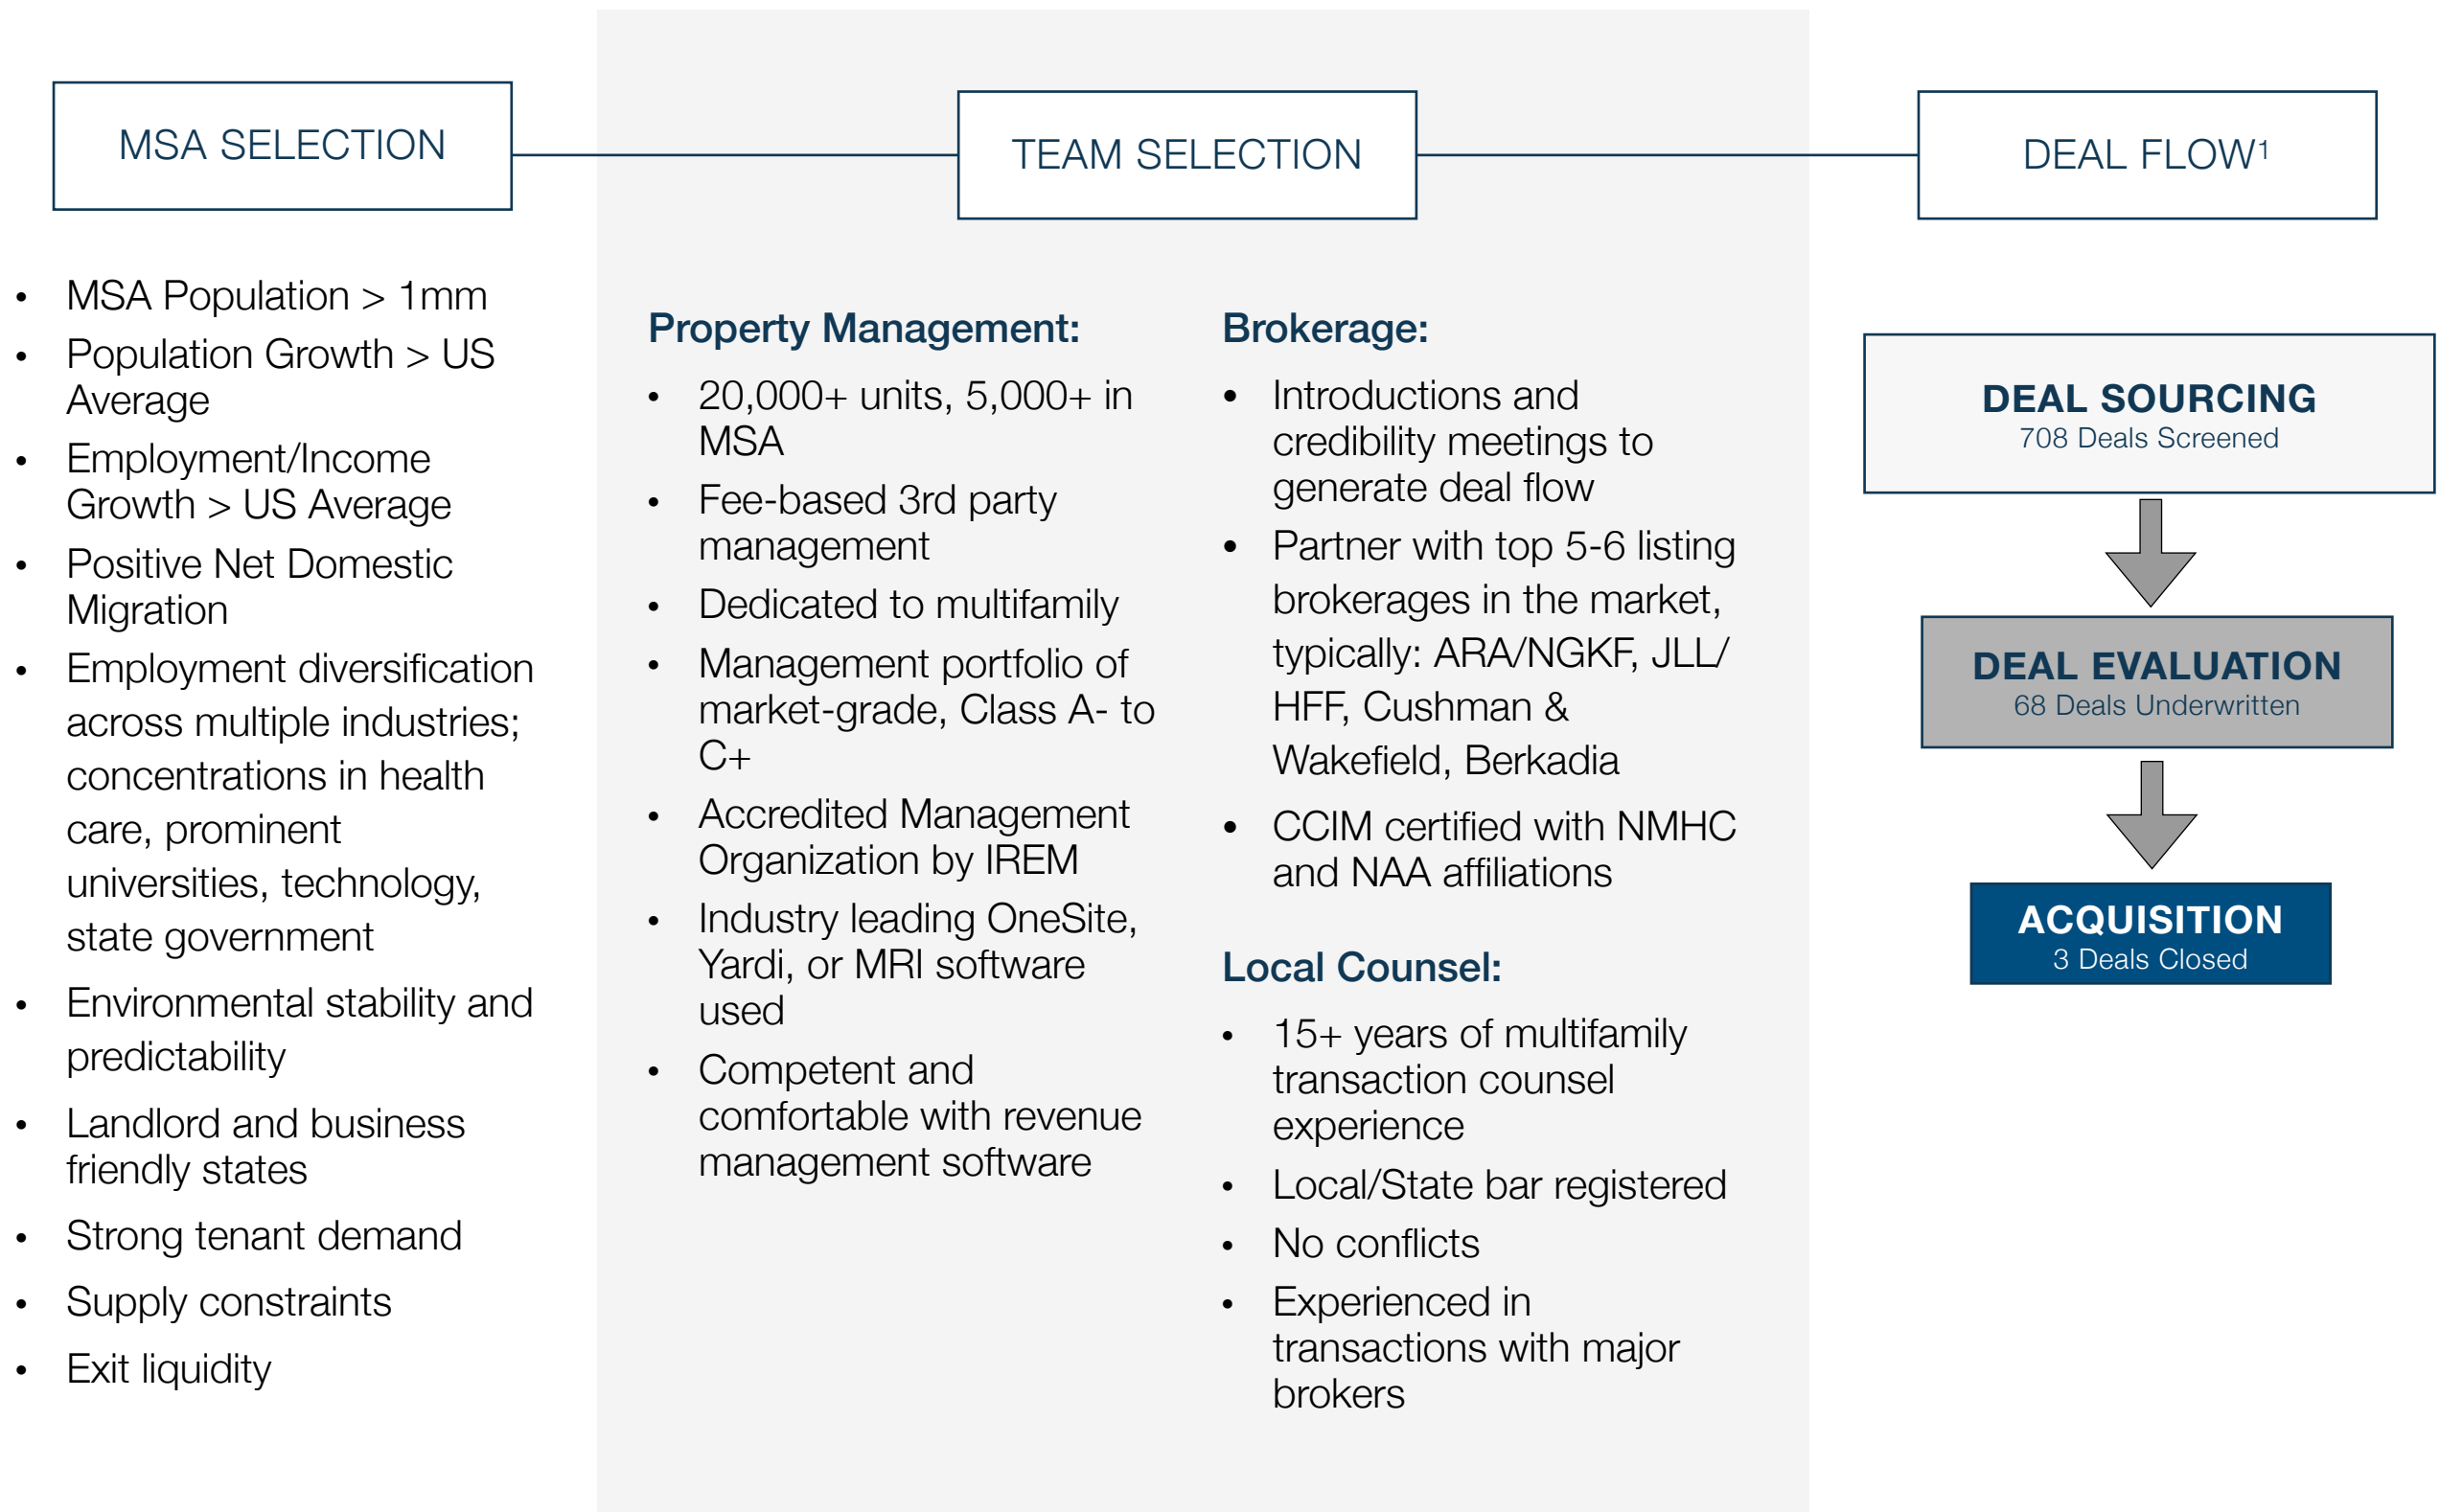 MSA SELECTION
TEAM SELECTION
DEAL FLOW¹
• MSA Population > 1mm
• Population Growth > US
Average
• Employment/Income
Growth > US Average
• Positive Net Domestic
Migration
• Employment diversification
across multiple industries;
concentrations in health
care, prominent
universities, technology,
state government
• Environmental stability and
predictability
• Landlord and business
friendly states
• Strong tenant demand
• Supply constraints
• Exit liquidity
Property Management:
• 20,000+ units, 5,000+ in
MSA
• Fee-based 3rd party
management
• Dedicated to multifamily
• Management portfolio of
market-grade, Class A- to
C+
• Accredited Management
Organization by IREM
• Industry leading OneSite,
Yardi, or MRI software
used
• Competent and
comfortable with revenue
management software
Brokerage:
• Introductions and
credibility meetings to
generate deal flow
• Partner with top 5-6 listing
brokerages in the market,
typically: ARA/NGKF, JLL/
HFF, Cushman &
Wakefield, Berkadia
• CCIM certified with NMHC
and NAA affiliations
Local Counsel:
• 15+ years of multifamily
transaction counsel
experience
• Local/State bar registered
• No conflicts
• Experienced in
transactions with major
brokers
DEAL SOURCING
708 Deals Screened
DEAL EVALUATION
68 Deals Underwritten
ACQUISITION
3 Deals Closed